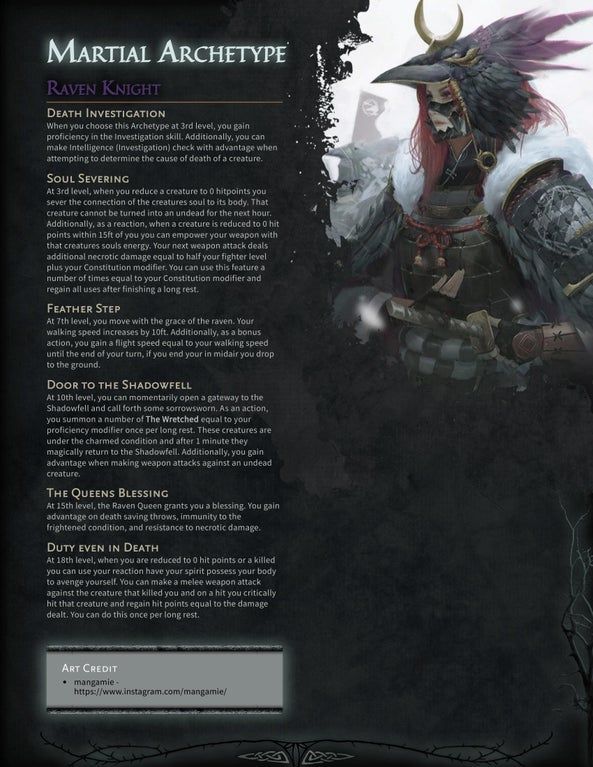 Martial Archetype
Raven Knight
Death Investigation
When you choose this Archetype at 3rd level, you gain
proficiency in the Investigation skill. Additionally, you can
make Intelligence (Investigation) check with advantage when
attempting to determine the cause of death of a creature.
Soul Severing
At 3rd level, when you reduce a creature to 0 hitpoints you
sever the connection of the creatures soul to its body. That
creature cannot be turned into an undead for the next hour.
Additionally, as a reaction, when a creature is reduced to 0 hit
points within 15ft of you you can empower your weapon with
that creatures souls energy. Your next weapon attack deals
additional necrotic damage equal to half your fighter level
plus your Constitution modifier. You can use this feature a
number of times equal to your Constitution modifier and
regain all uses after finishing a long rest.
Feather Step
At 7th level, you move with the grace of the raven. Your
walking speed increases by 10ft. Additionally, as a bonus
action, you gain a flight speed equal to your walking speed
until the end of your turn, if you end your in midair you drop
to the ground.
Door to the Shadowfell
At 10th level, you can momentarily open a gateway to the
Shadowfell and call forth some sorrowsworn. As an action,
you summon a number of The Wretched equal to your
proficiency modifier once per long rest. These creatures are
under the charmed condition and after 1 minute they
magically return to the Shadowfell. Additionally, you gain
advantage when making weapon attacks against an undead
creature.
The Queens Blessing
At 15th level, the Raven Queen grants you a blessing. You gain
advantage on death saving throws, immunity to the
frightened condition, and resistance to necrotic damage.
Duty even in Death
At 18th level, when you are reduced to 0 hit points or a killed
you can use your reaction have your spirit possess your body
to avenge yourself. You can make a melee weapon attack
against the creature that killed you and on a hit you critically
hit that creature and regain hit points equal to the damage
dealt. You can do this once per long rest.
Art Credit
• mangamie -
https://www.instagram.com/mangamie/